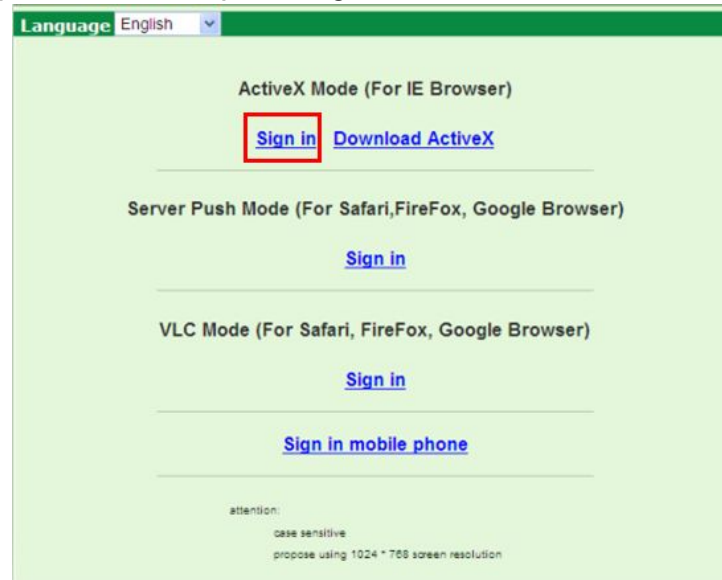 Language English
ActiveX Mode (For IE Browser)
Sign in Download ActiveX
Server Push Mode (For Safari,FireFox, Google Browser)
Sign in
VLC Mode (For Safari, FireFox, Google Browser)
Sign in
Sign in mobile phone
attention:
case sensitive
propose using 1024 * 768 screen resolution